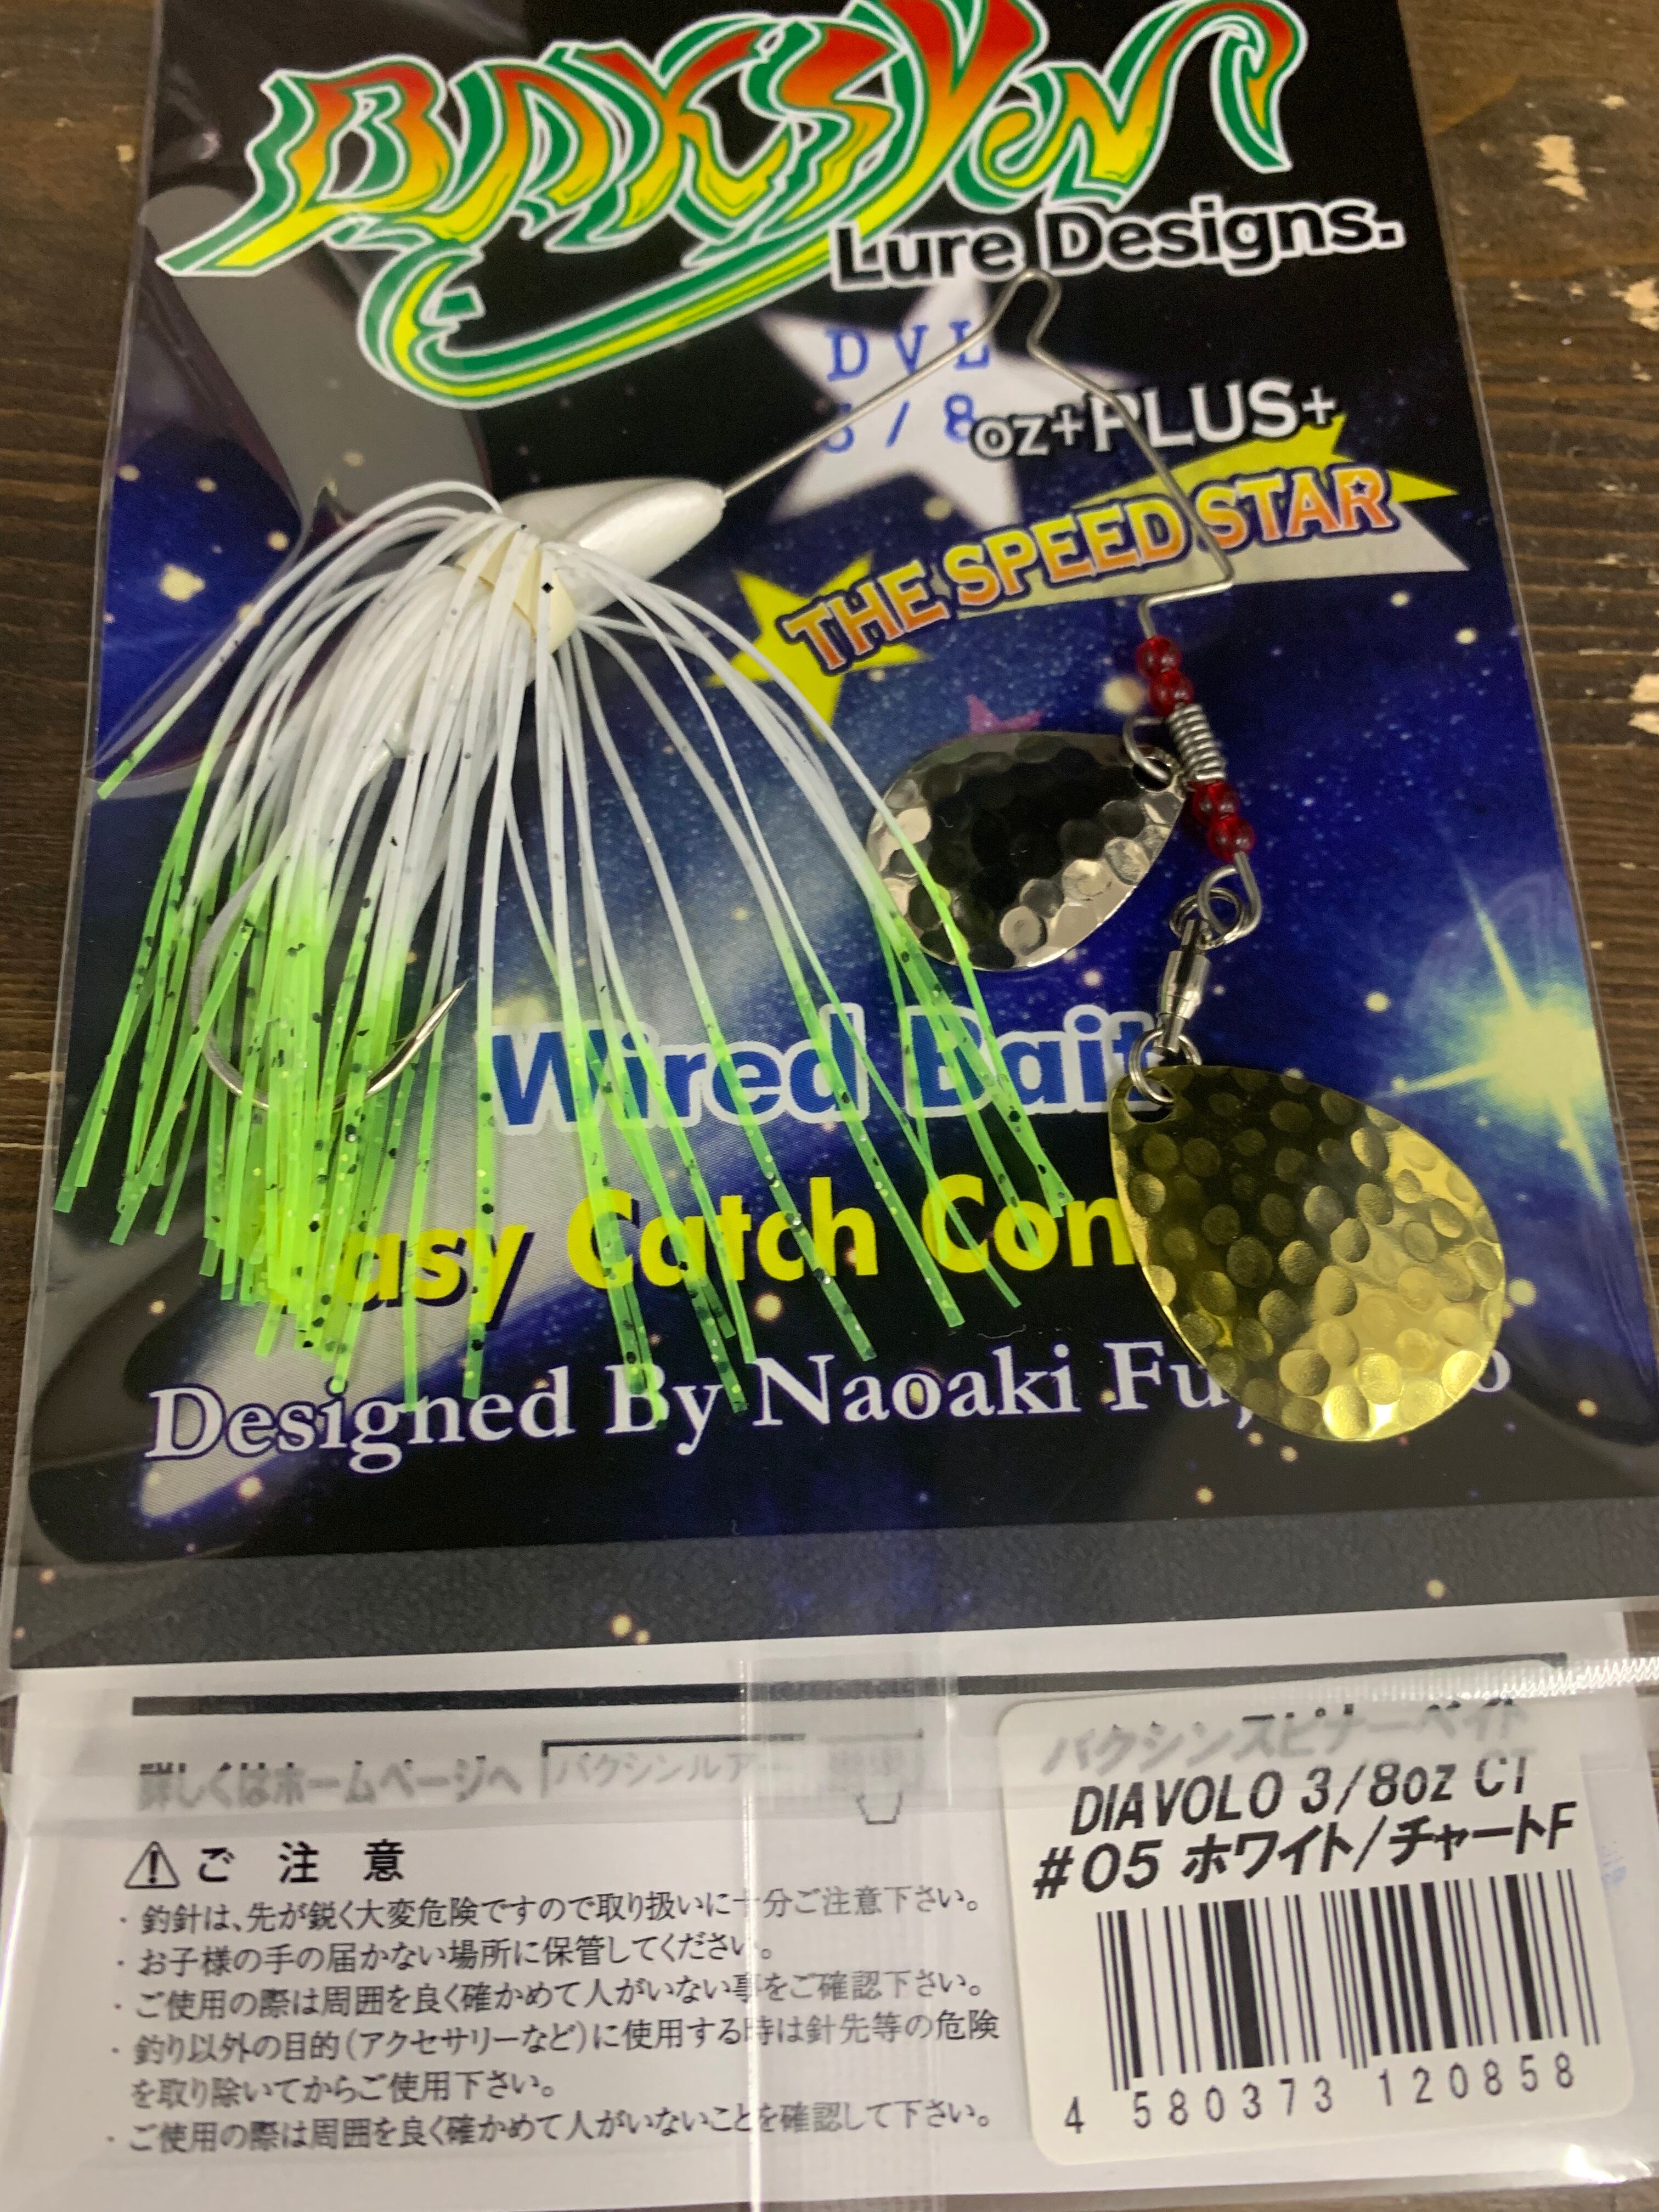 BAKSYN
Lure Designs.
DVL
3/8oz+PLUS+
THE SPEED STAR
Wired Bait
Easy Catch Con
Designed By Naoaki
詳しくはホームページへ バクシンルアー
バクシンスピナーベイト
DIAVOLO 3/8oz CT
#05 ホワイト/チャートF
4 580373 120858
⚠ご 注 意
・釣針は、先が鋭く大変危険ですので取り扱いに十分ご注意下さい。
・お子様の手の届かない場所に保管してください。
・ご使用の際は周囲を良く確かめて人がいない事をご確認下さい。
・釣り以外の目的(アクセサリーなど)に使用する時は針先等の危険
を取り除いてからご使用下さい。
・ご使用の際は周囲を良く確かめて人がいないことを確認して下さい。